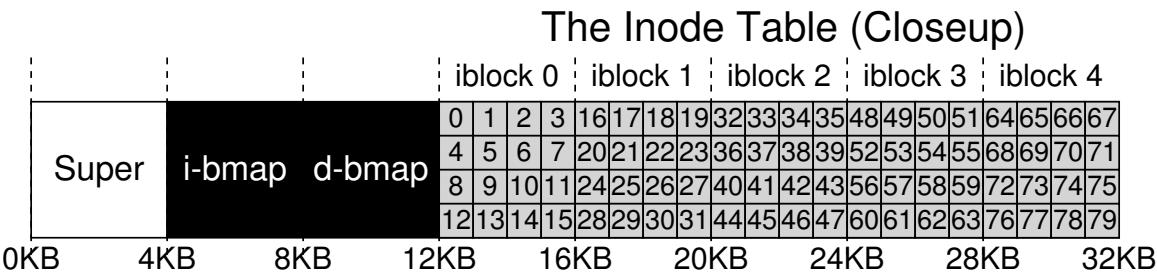 The Inode Table (Closeup)
iblock 0 iblock 1 iblock 2 iblock 3 iblock 4
0 1 2 3 16 17 18 19 32 33 34 35 48 49 50 51 64 65 66 67
4 5 6 7 20 21 22 23 36 37 38 39 52 53 54 55 68 69 70 71
Super i-bmap d-bmap
8 9 10 11 24 25 26 27 40 41 42 43 56 57 58 59 72 73 74 75
12 13 14 15 28 29 30 31 44 45 46 47 60 61 62 63 76 77 78 79
0KB 4KB 8KB 12KB 16KB 20KB 24KB 28KB 32KB